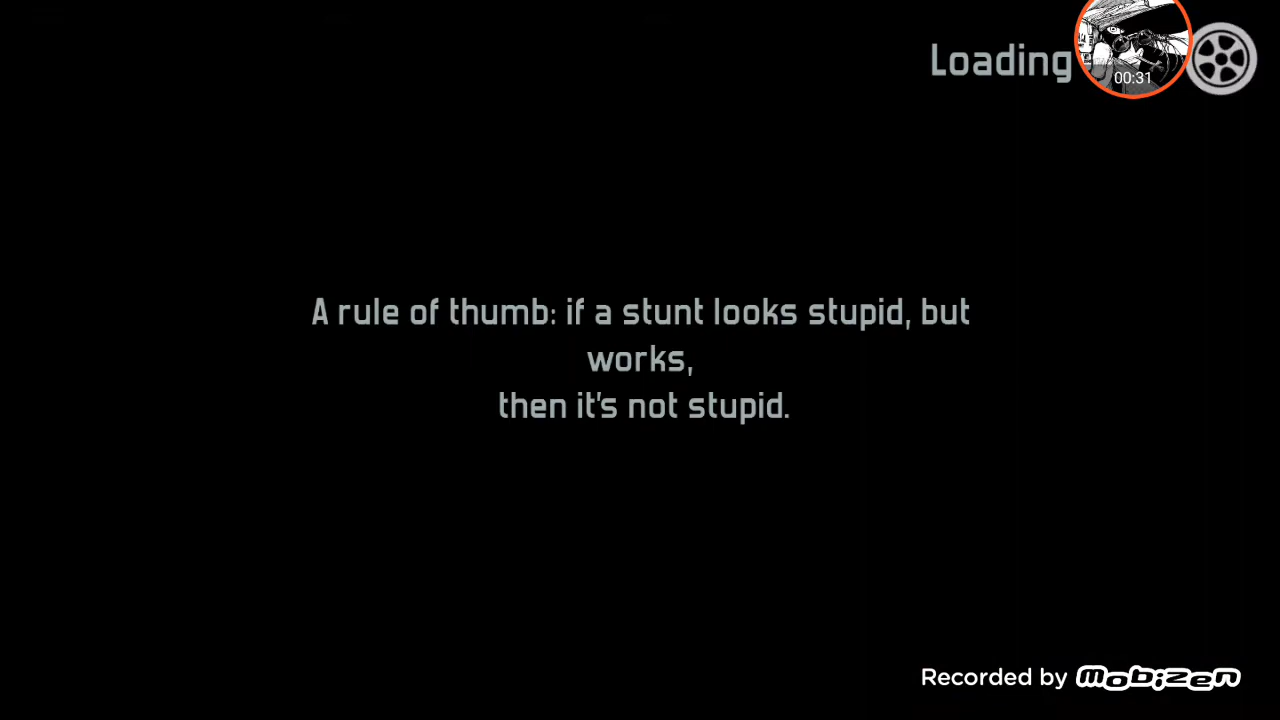 Loading
00:31
A rule of thumb: if a stunt looks stupid, but
works,
then it's not stupid.
Recorded by mobizen